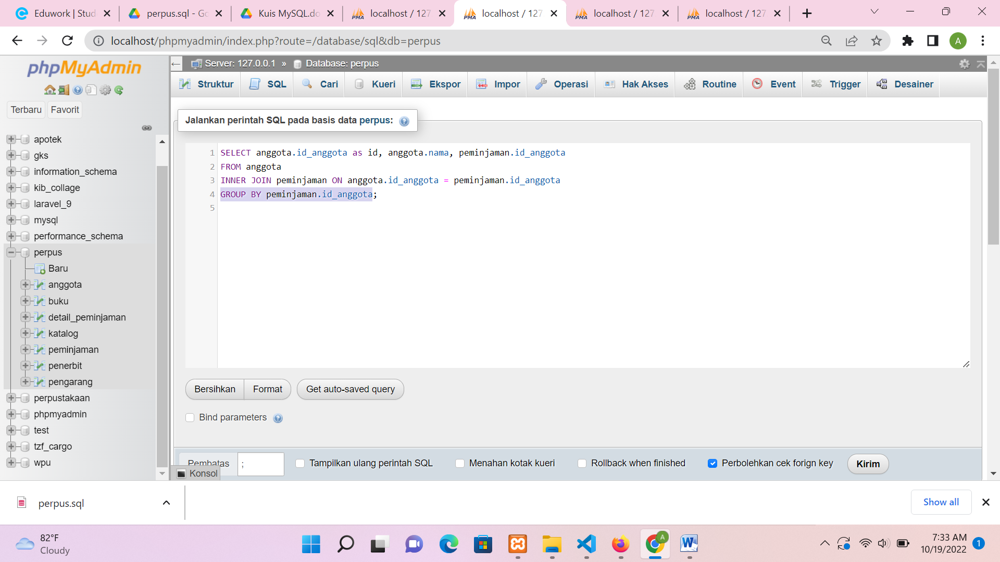 Eduwork | Stud
perpus.sql - Go
Kuis MySQL.do
localhost / 127
localhost / 127
localhost / 127
localhost / 127
localhost/phpmyadmin/index.php?route=/database/sql&db=perpus
A
phpMyAdmin
Terbaru
Favorit
apotek
gks
information_schema
kib_collage
laravel_9
mysql
performance_schema
perpus
Baru
anggota
buku
detail_peminjaman
katalog
peminjaman
penerbit
pengarang
perpustakaan
phpmyadmin
test
tzf_cargo
wpu
Server: 127.0.0.1 » Database: perpus
Struktur
SQL
Cari
Kueri
Ekspor
Impor
Operasi
Hak Akses
Routine
Event
Trigger
Desainer
Jalankan perintah SQL pada basis data perpus:
1 SELECT anggota.id_anggota as id, anggota.nama, peminjaman.id_anggota
2 FROM anggota
3 INNER JOIN peminjaman ON anggota.id_anggota = peminjaman.id_anggota
4 GROUP BY peminjaman.id_anggota;
5
Bersihkan
Format
Get auto-saved query
Bind parameters
Pembatas
;
Tampilkan ulang perintah SQL
Menahan kotak kueri
Rollback when finished
Perbolehkan cek forign key
Kirim
Konsol
perpus.sql
Show all
82°F
Cloudy
A
7:33 AM
10/19/2022
1